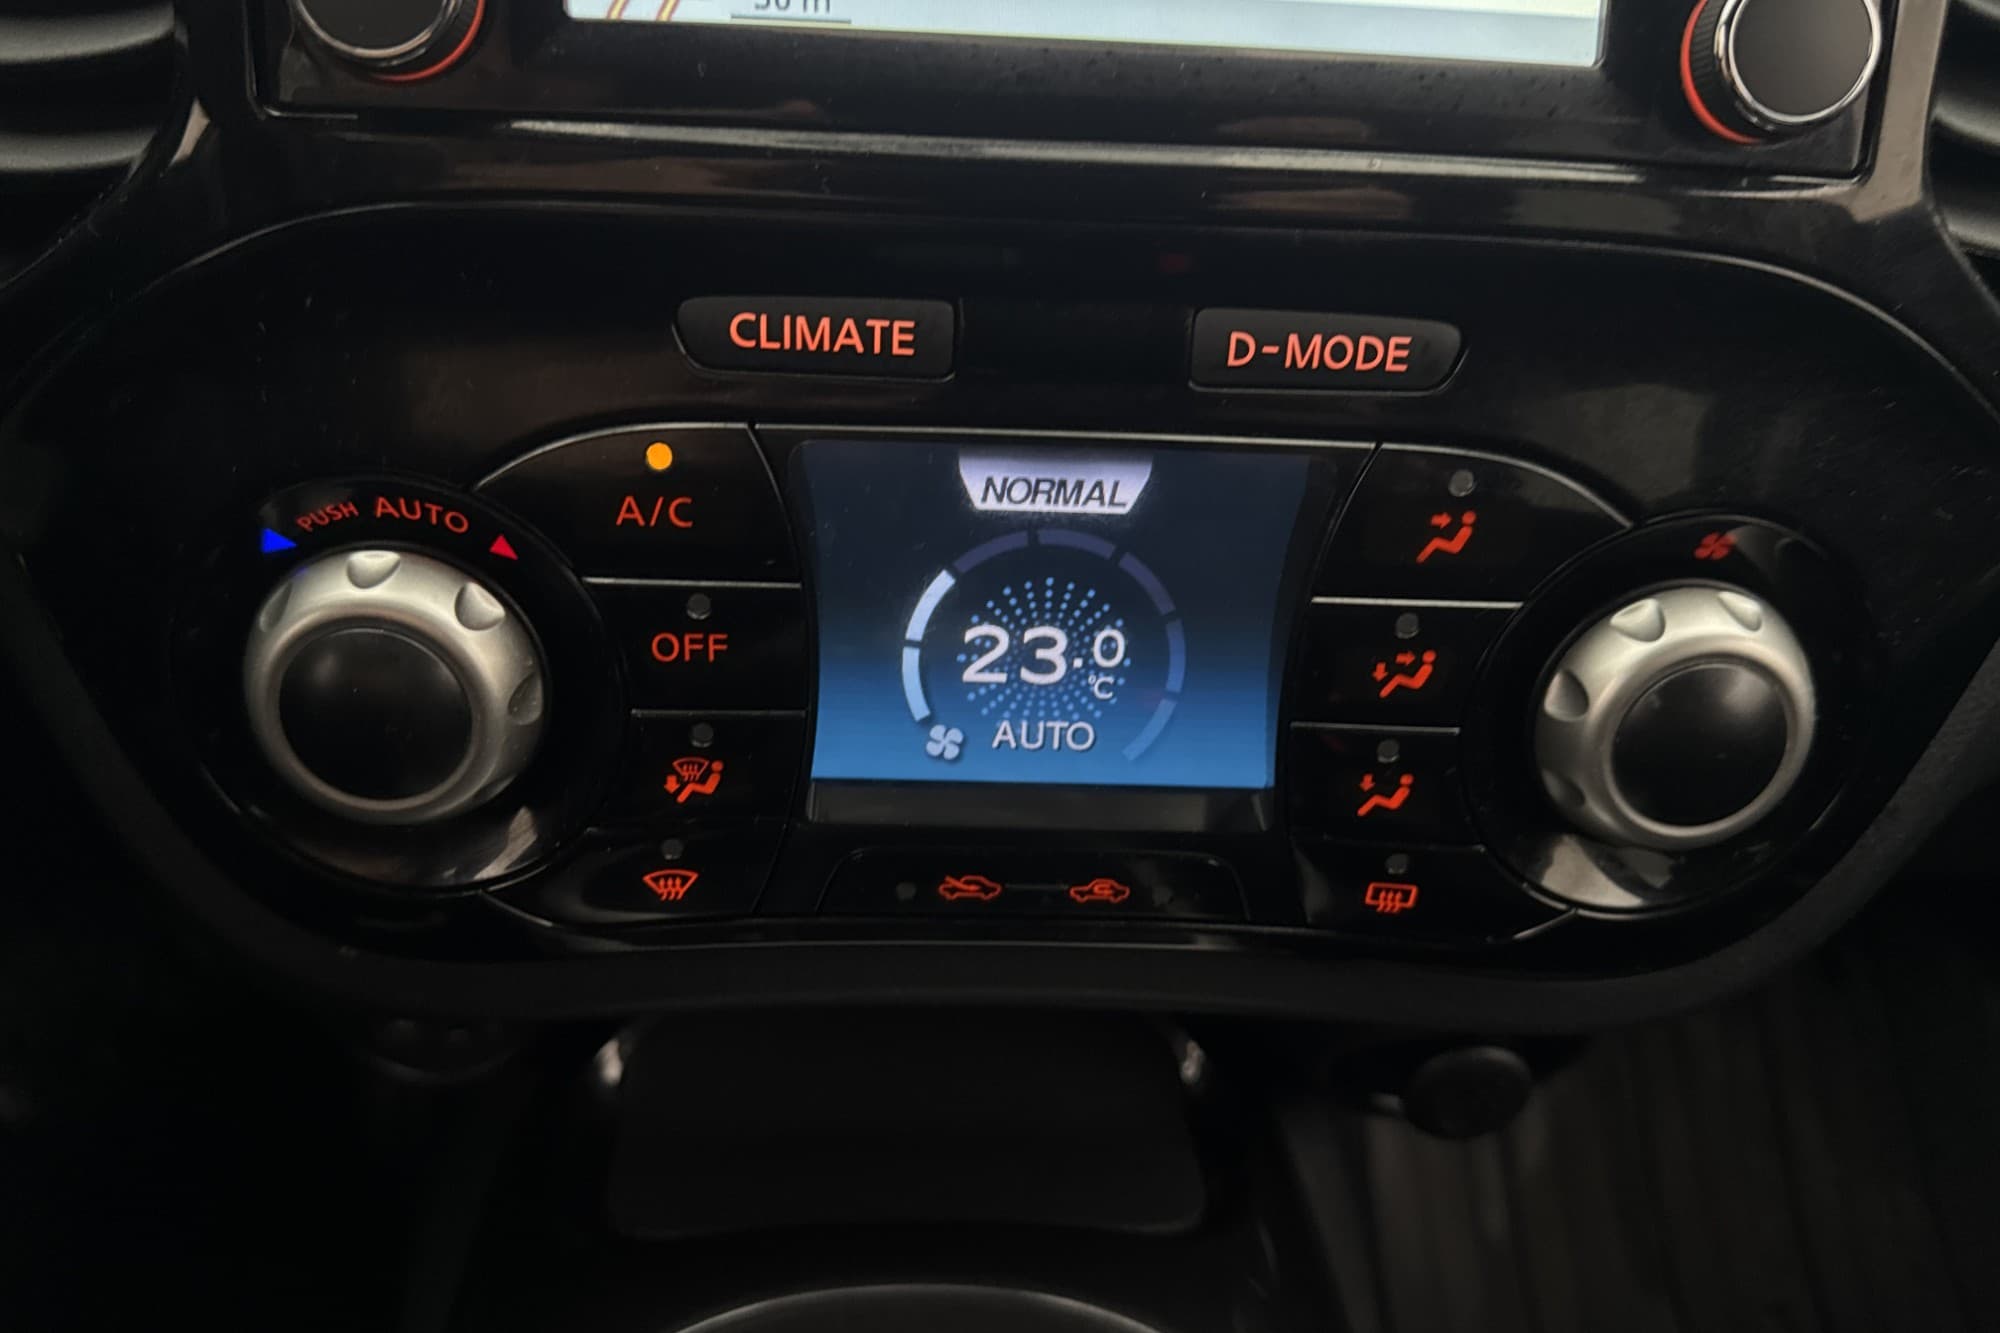 CLIMATE
D-MODE
PUSH AUTO
A/C
OFF
NORMAL
23.0
°C
AUTO